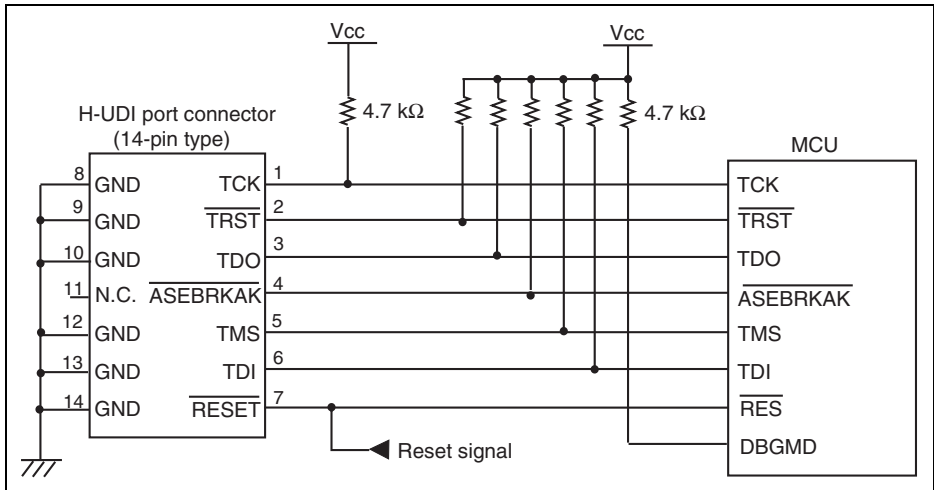 Vcc
Vcc
4.7 kΩ
4.7 kΩ
H-UDI port connector
(14-pin type)
MCU
8 GND TCK 1 TCK
9 GND TRST 2 TRST
10 GND TDO 3 TDO
11 N.C. ASEBRKAK 4 ASEBRKAK
12 GND TMS 5 TMS
13 GND TDI 6 TDI
14 GND RESET 7 RES
Reset signal
DBGMD